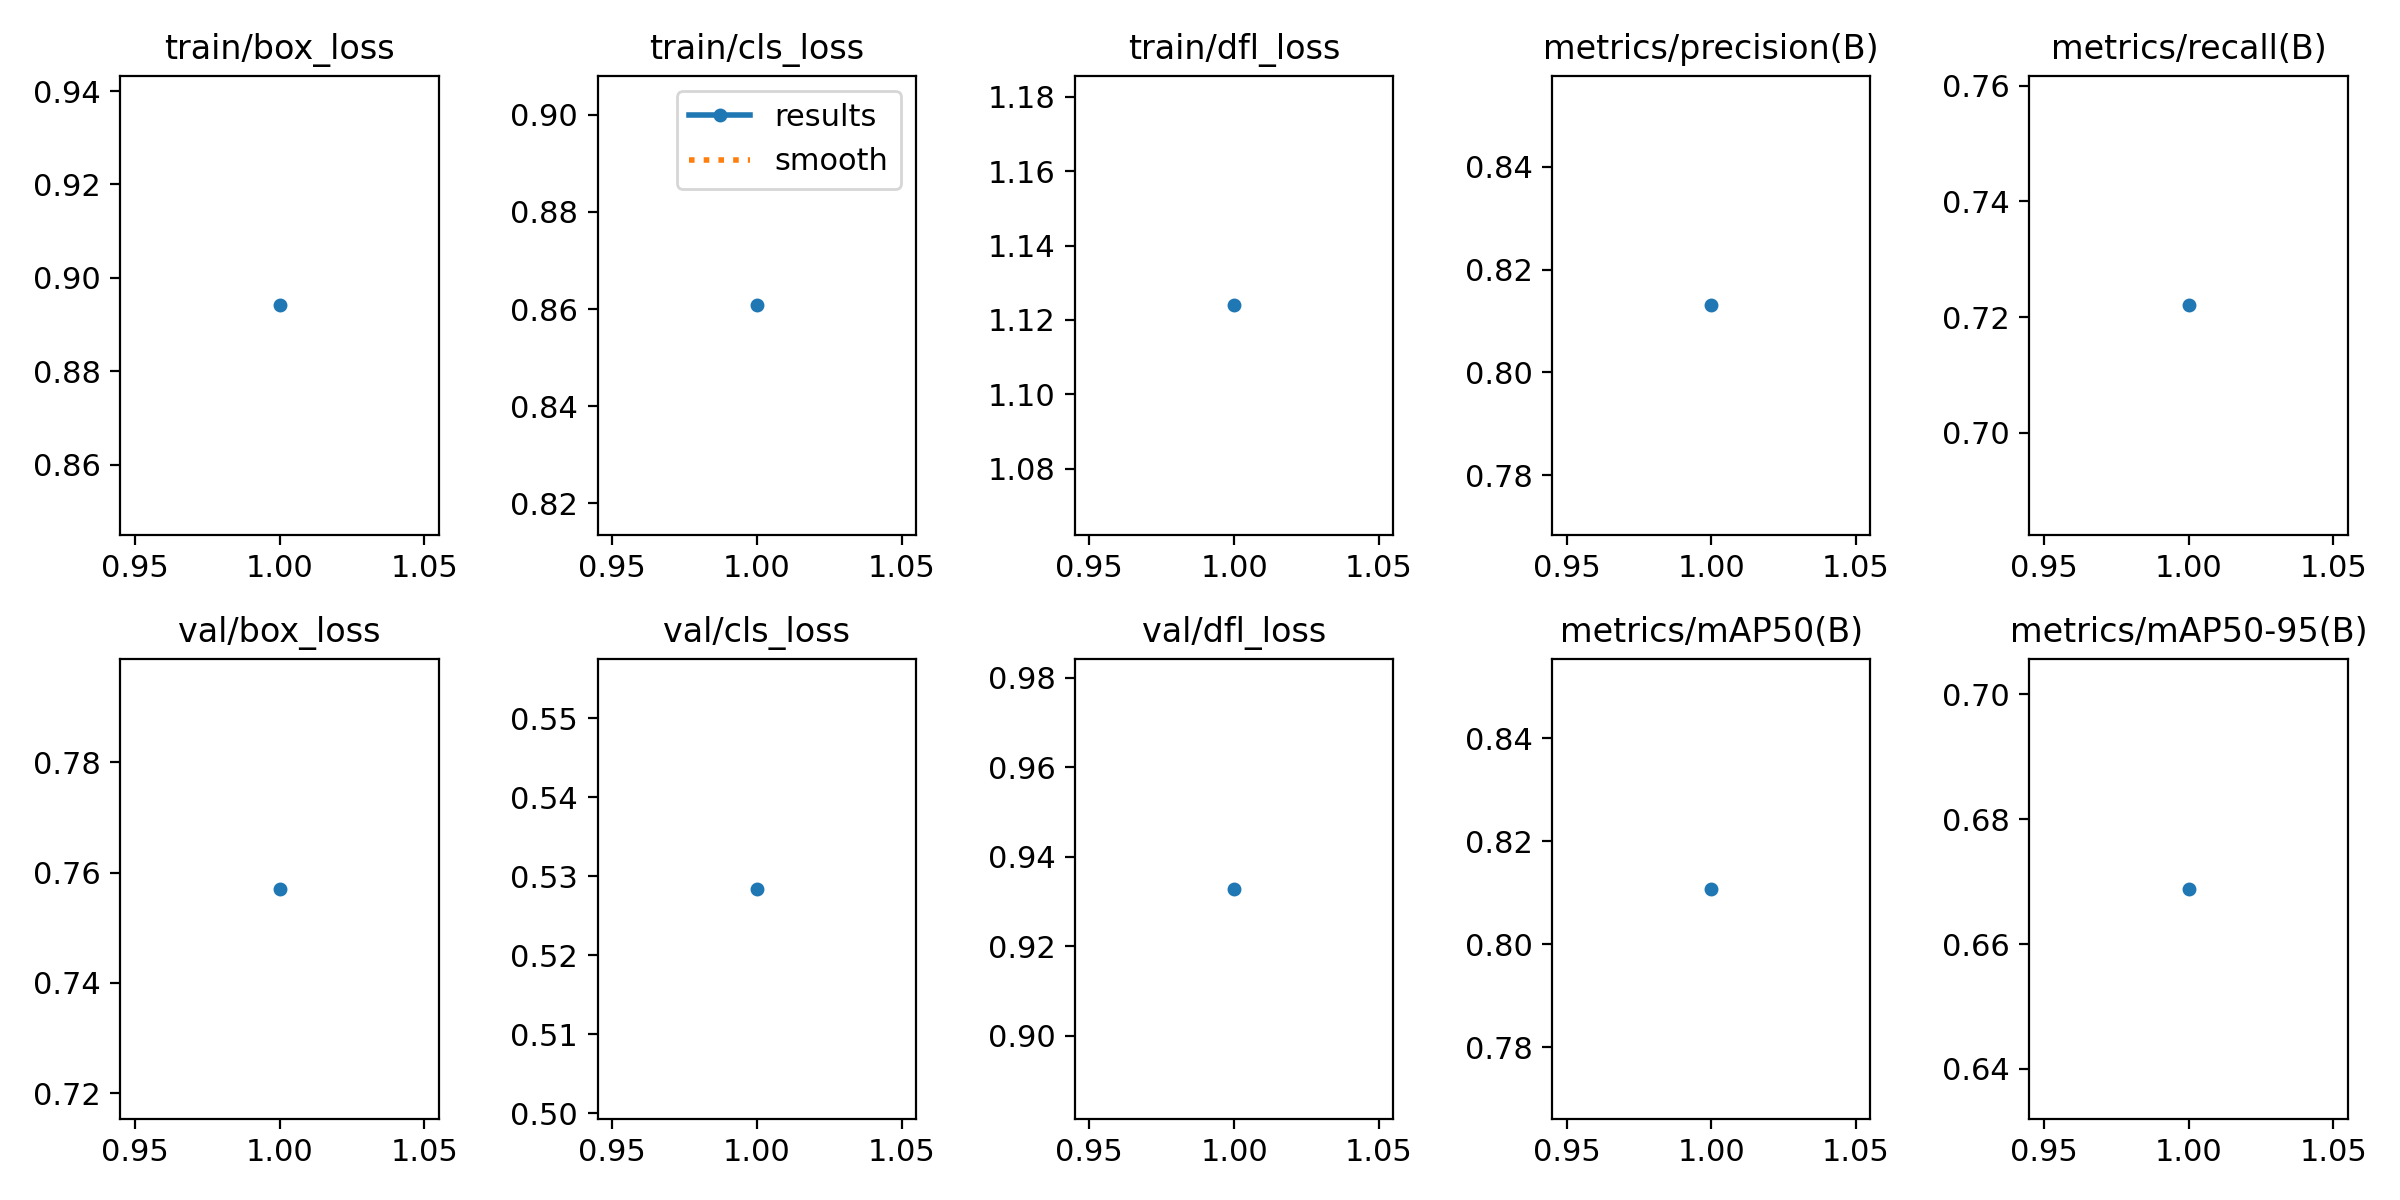 train/box_loss
0.94
0.92
0.90
0.88
0.86
0.95 1.00 1.05
train/cls_loss
results
smooth
0.90
0.88
0.86
0.84
0.82
0.95 1.00 1.05
train/dfl_loss
1.18
1.16
1.14
1.12
1.10
1.08
0.95 1.00 1.05
metrics/precision(B)
0.84
0.82
0.80
0.78
0.95 1.00 1.05
metrics/recall(B)
0.76
0.74
0.72
0.70
0.95 1.00 1.05
val/box_loss
0.78
0.76
0.74
0.72
0.95 1.00 1.05
val/cls_loss
0.55
0.54
0.53
0.52
0.51
0.50
0.95 1.00 1.05
val/dfl_loss
0.98
0.96
0.94
0.92
0.90
0.95 1.00 1.05
metrics/mAP50(B)
0.84
0.82
0.80
0.78
0.95 1.00 1.05
metrics/mAP50-95(B)
0.70
0.68
0.66
0.64
0.95 1.00 1.05